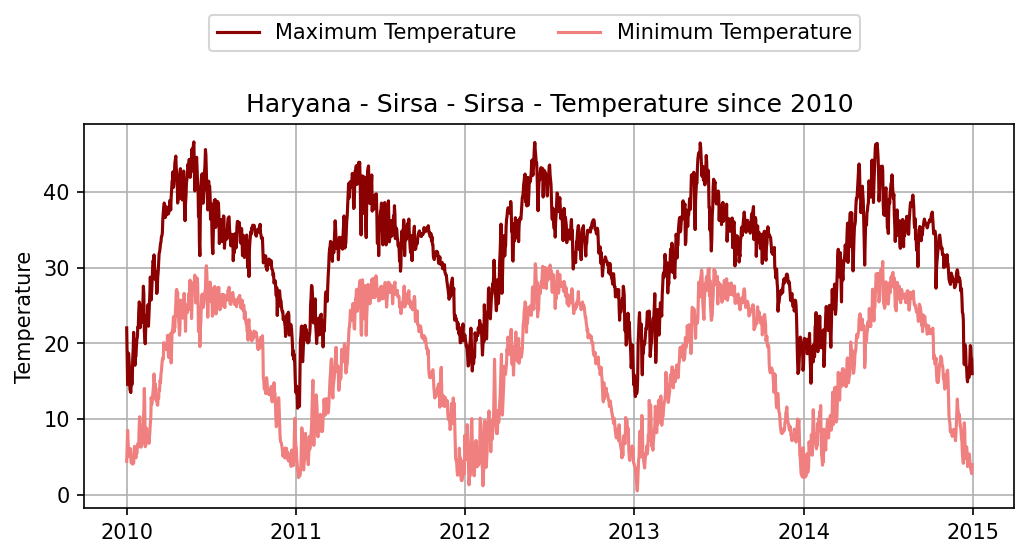 Maximum Temperature Minimum Temperature
Haryana - Sirsa - Sirsa - Temperature since 2010
Temperature
40
30
20
10
0
2010 2011 2012 2013 2014 2015